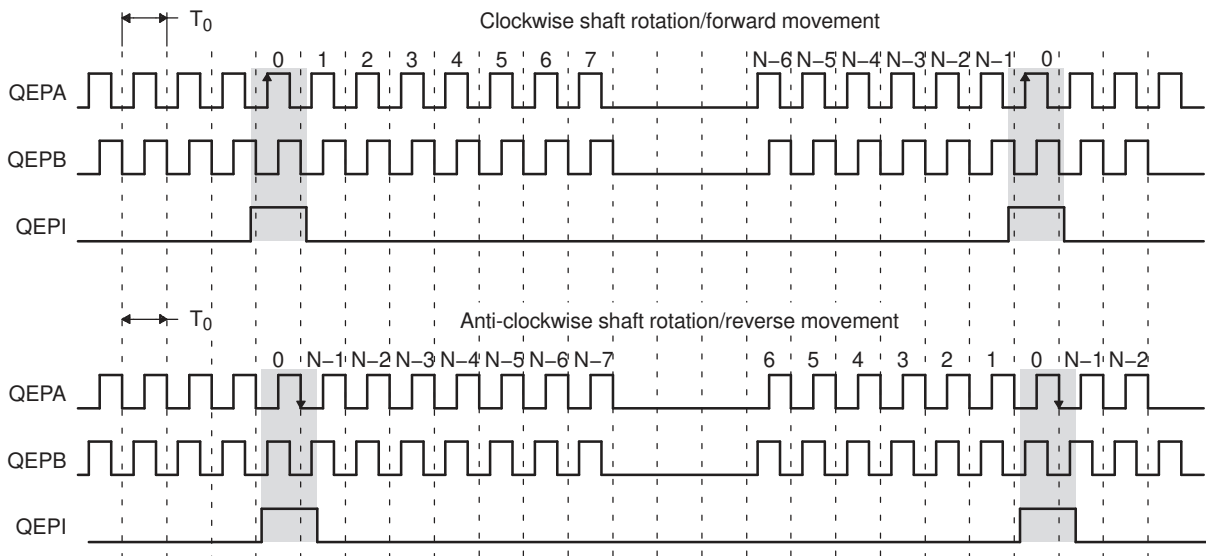 T0
Clockwise shaft rotation/forward movement
0 1 2 3 4 5 6 7 N−6 N−5 N−4 N−3 N−2 N−1 0
QEPA
QEPB
QEPI
T0
Anti-clockwise shaft rotation/reverse movement
0 N−1 N−2 N−3 N−4 N−5 N−6 N−7 6 5 4 3 2 1 0 N−1 N−2
QEPA
QEPB
QEPI